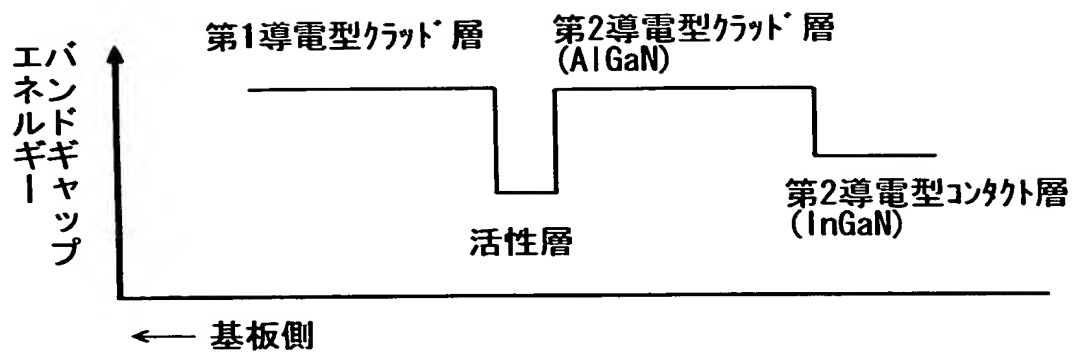 バンドギャップ
エネルギー
第1導電型ｸﾗｯﾄﾞ層
第2導電型ｸﾗｯﾄﾞ層
(AlGaN)
第2導電型ｺﾝﾀｸﾄ層
(InGaN)
活性層
← 基板側